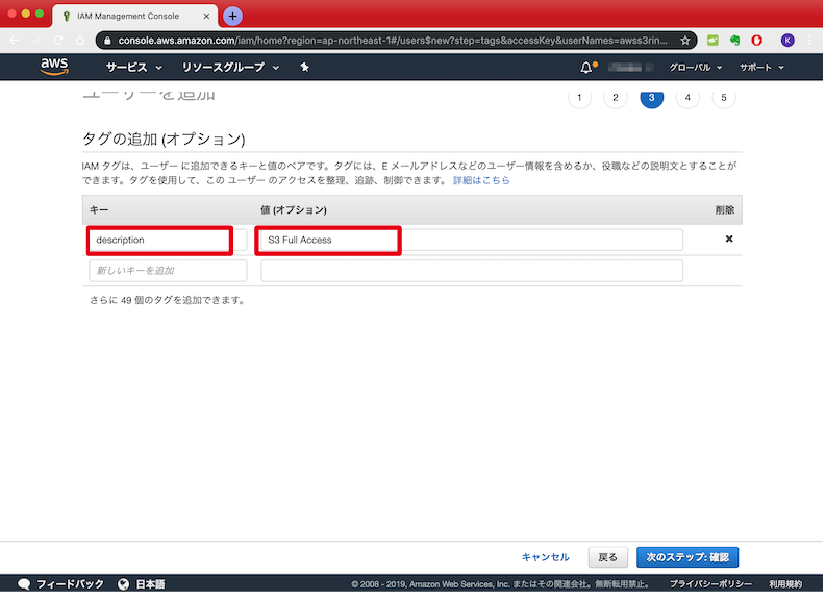 IAM Management Console
console.aws.amazon.com/iam/home?region=ap-northeast-1#/users$new?step=tags&accessKey&userNames=awss3rin...
K
aws サービス リソースグループ グローバル サポート
ユーザーを追加 1 2 3 4 5
タグの追加 (オプション)
IAM タグは、ユーザー に追加できるキーと値のペアです。タグには、E メールアドレスなどのユーザー情報を含めるか、役職などの説明文とすることが
できます。タグを使用して、この ユーザー のアクセスを整理、追跡、制御できます。 詳細はこちら
キー 値 (オプション) 削除
description S3 Full Access
新しいキーを追加
さらに 49 個のタグを追加できます。
キャンセル 戻る 次のステップ: 確認
フィードバック 日本語 © 2008 - 2019, Amazon Web Services, Inc. またはその関連会社。無断転用禁止。 プライバシーポリシー 利用規約